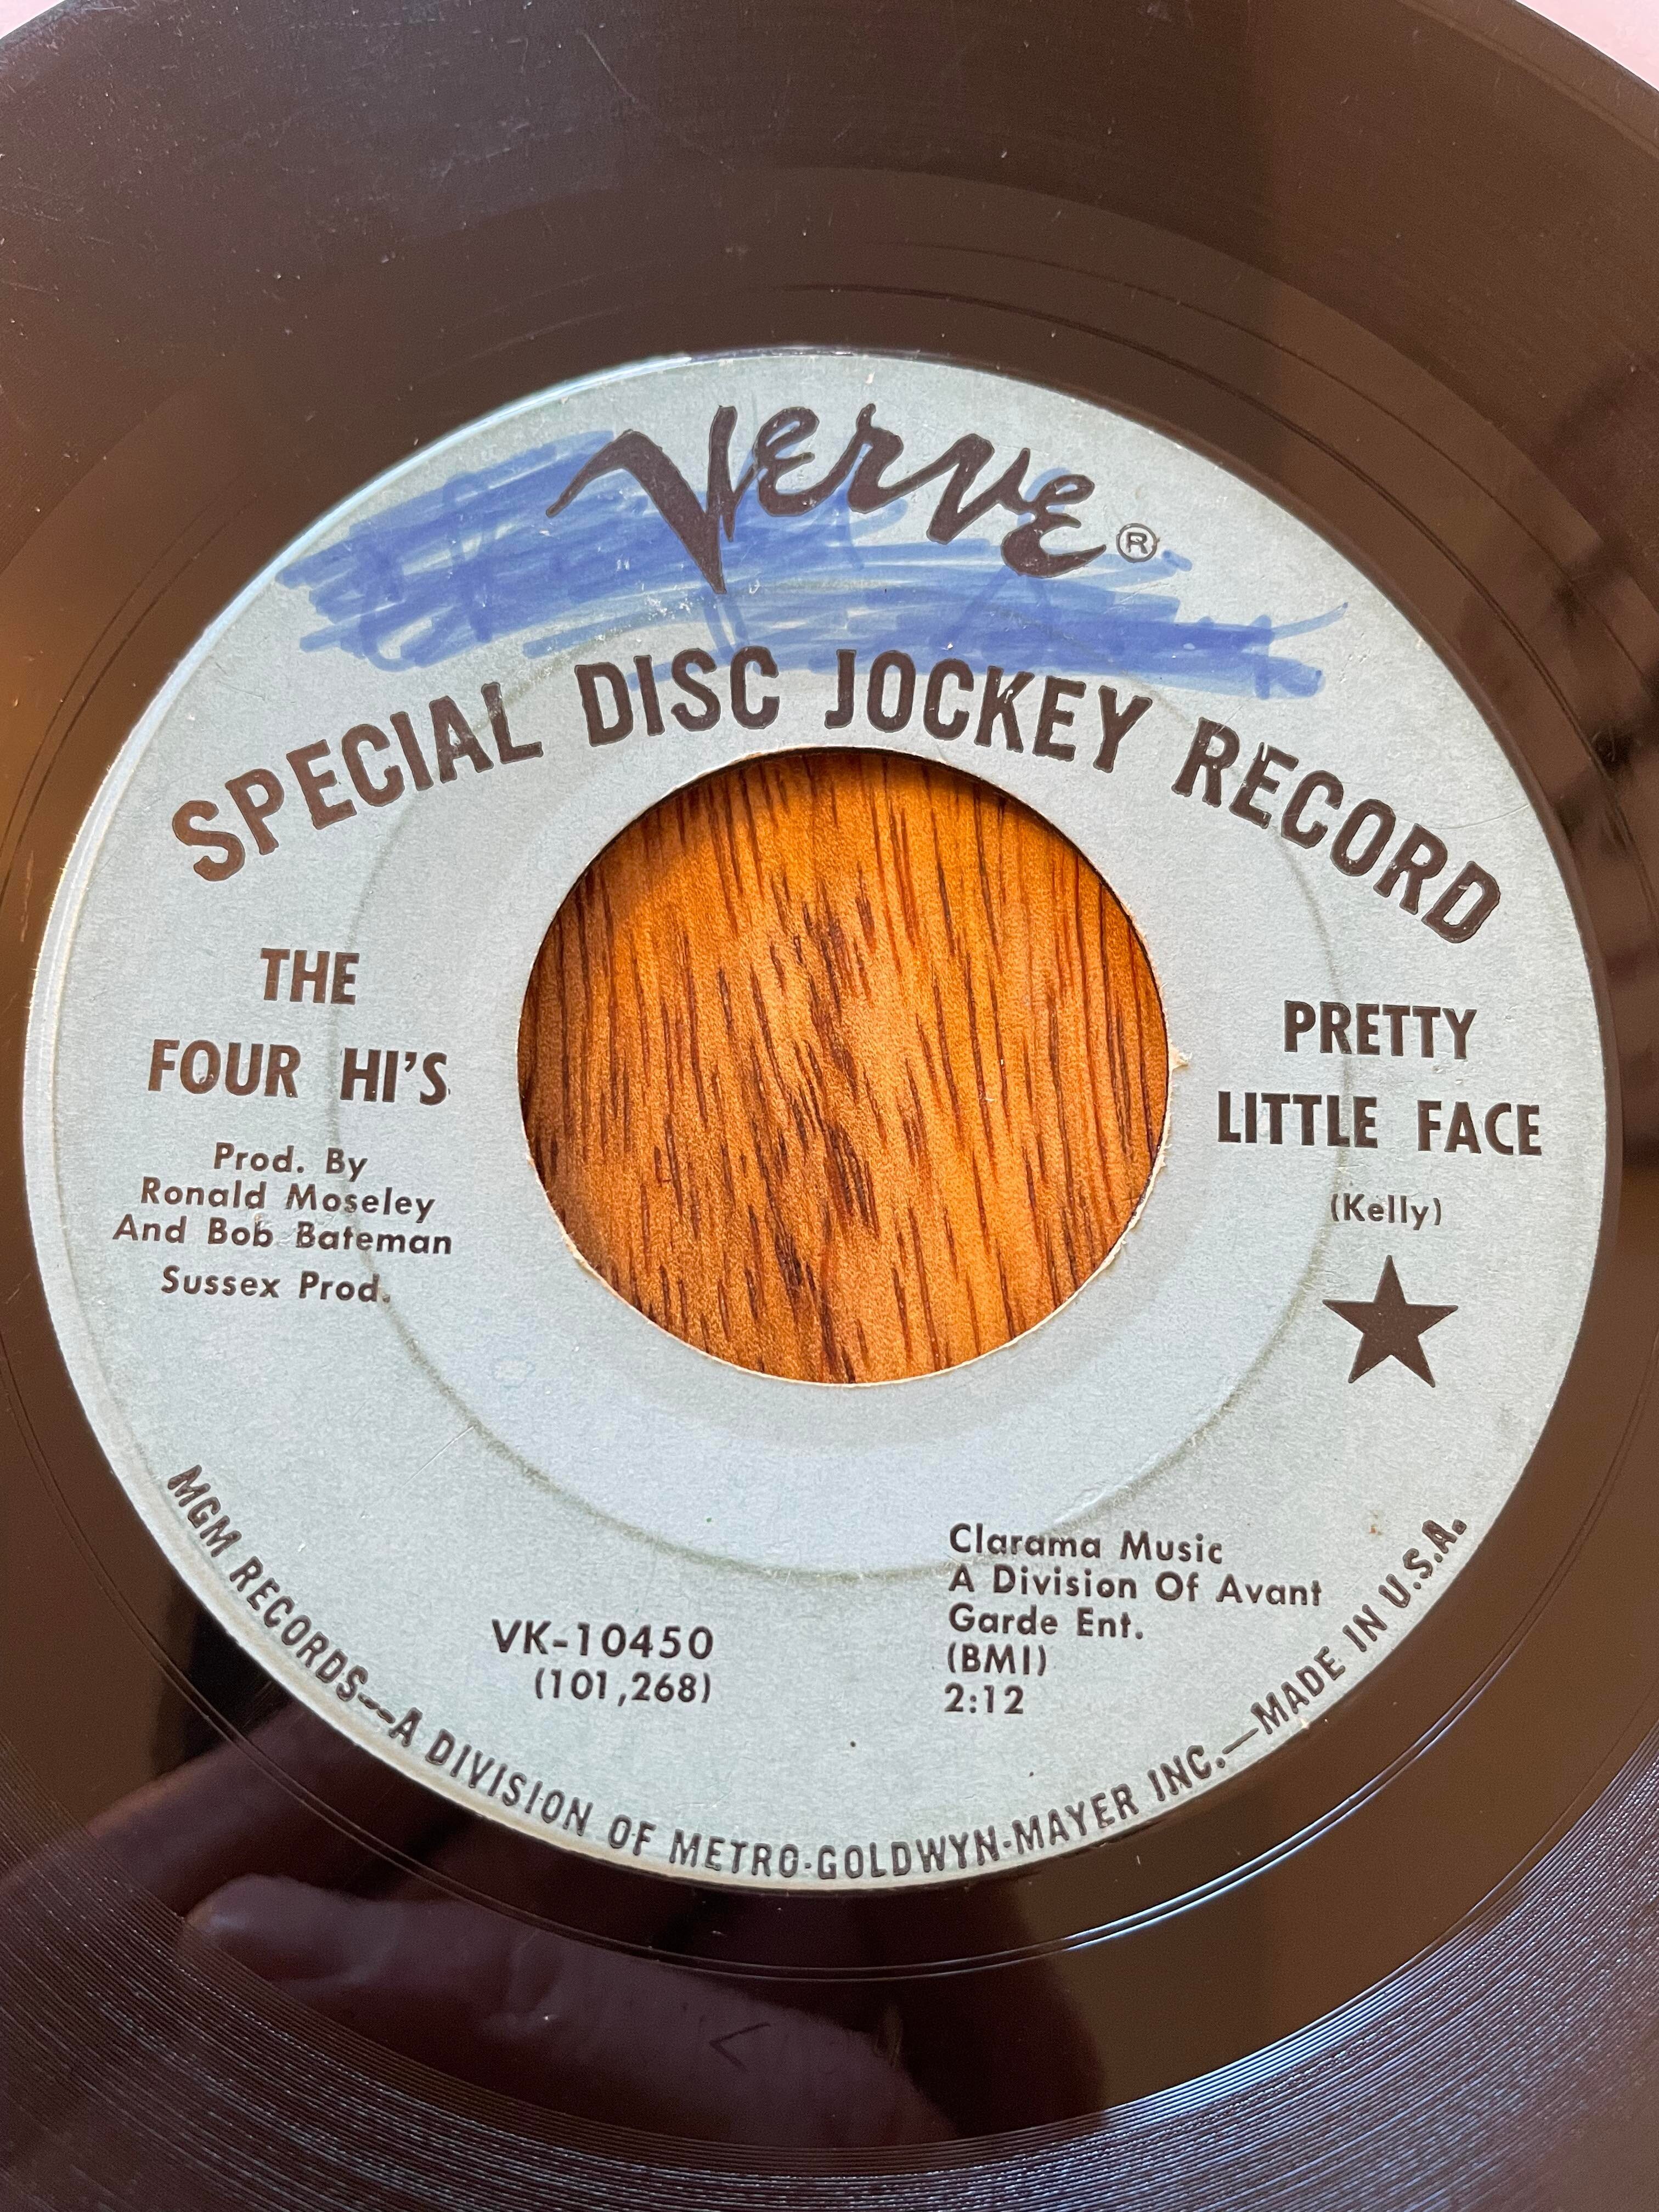 Verve®
SPECIAL DISC JOCKEY RECORD
THE
FOUR HI'S
Prod. By
Ronald Moseley
And Bob Bateman
Sussex Prod.
PRETTY
LITTLE FACE
(Kelly)
VK-10450
(101,268)
Clarama Music
A Division Of Avant
Garde Ent.
(BMI)
2:12
MGM RECORDS—A DIVISION OF METRO-GOLDWYN-MAYER INC.—MADE IN U.S.A.